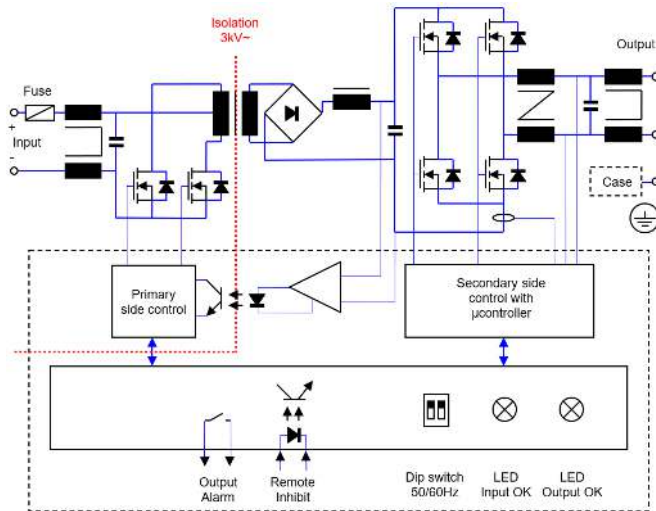 Isolation
3kV~
Fuse
+
Input
-
Output
Case
Primary
side control
Secondary side
control with
µcontroller
Output
Alarm
Remote
Inhibit
Dip switch
50/60Hz
LED
Input OK
LED
Output OK